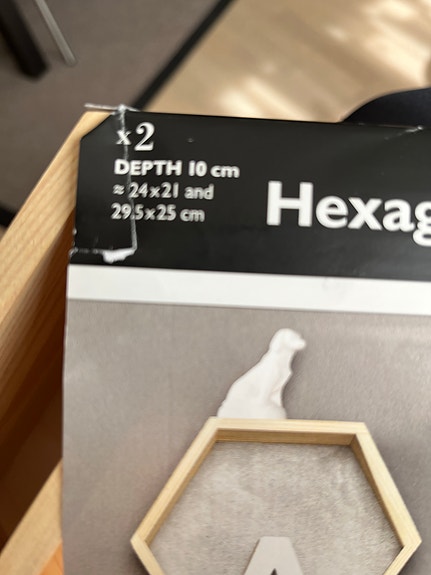 x2
DEPTH 10 cm
≈ 24x21 and
29.5x25 cm
Hexag
A